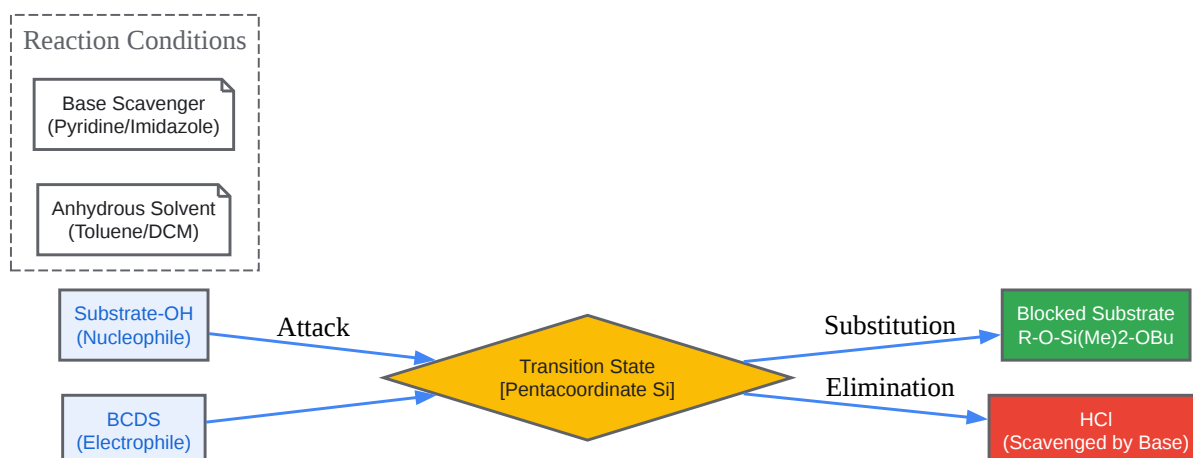 Reaction Conditions
Base Scavenger
(Pyridine/Imidazole)
Anhydrous Solvent
(Toluene/DCM)
Substrate-OH
(Nucleophile)
Attack
BCDS
(Electrophile)
Transition State
[Pentacoordinate Si]
Substitution
Elimination
Blocked Substrate
R-O-Si(Me)2-OBu
HCl
(Scavenged by Base)